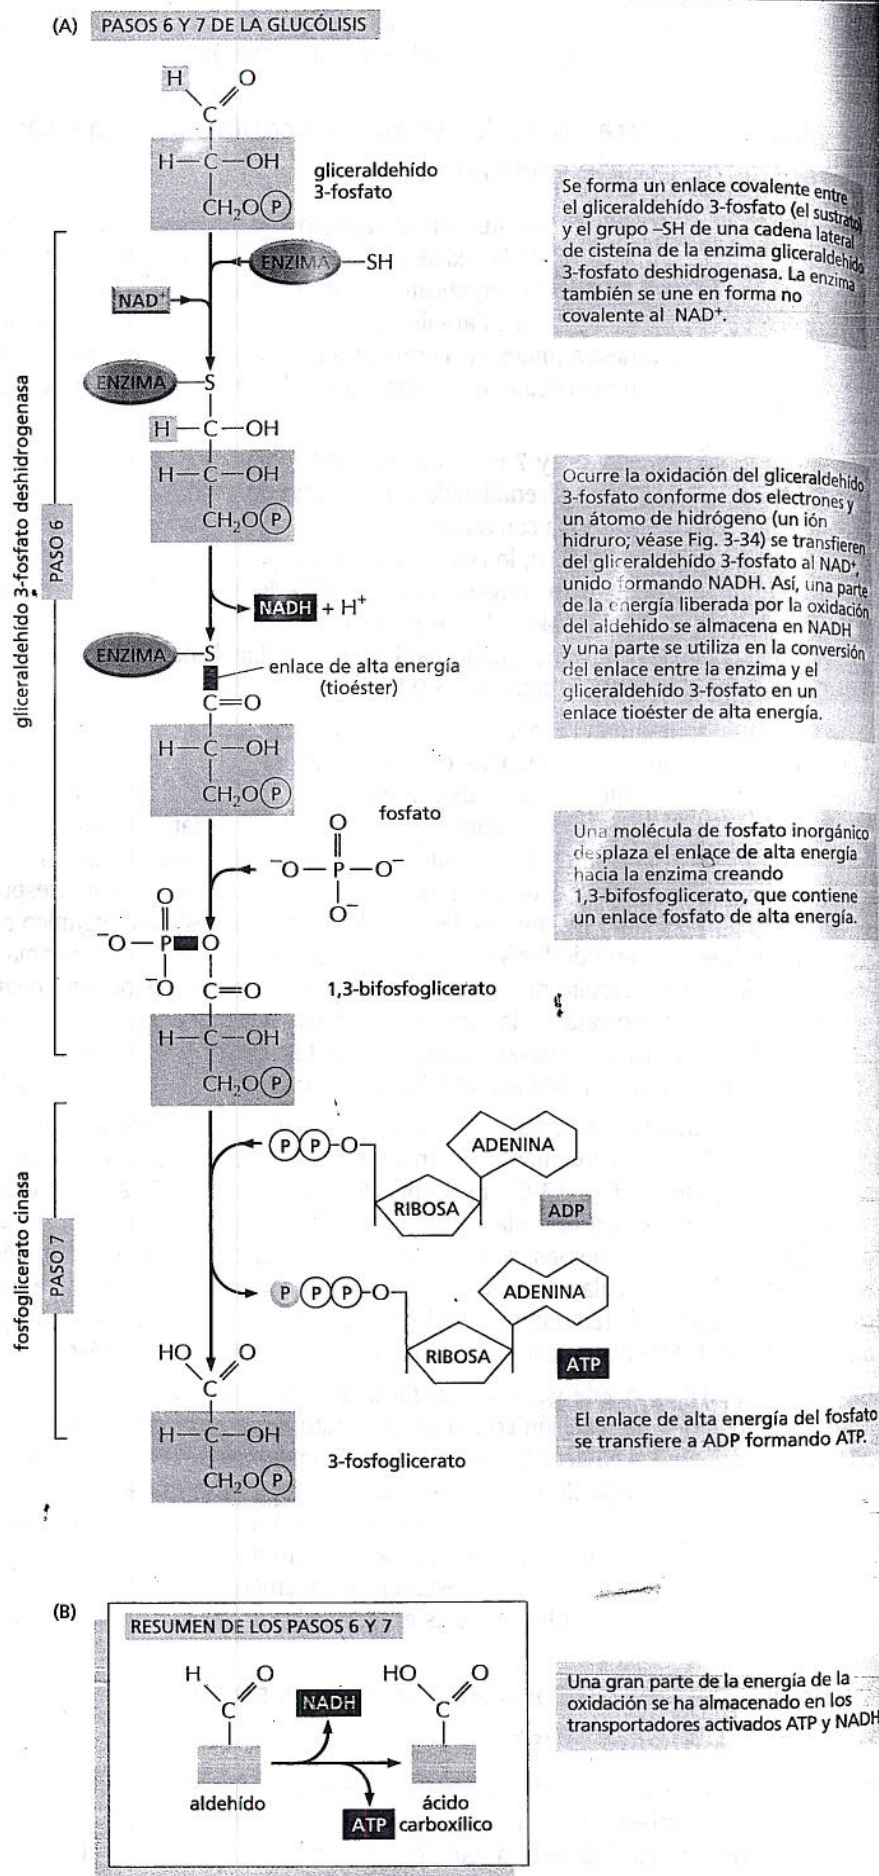 (A) PASOS 6 Y 7 DE LA GLUCÓLISIS
H O
C
H—C—OH
CH₂O P
gliceraldehído
3-fosfato
Se forma un enlace covalente entre
el gliceraldehído 3-fosfato (el sustrato)
y el grupo –SH de una cadena lateral
de cisteína de la enzima gliceraldehído
3-fosfato deshidrogenasa. La enzima
también se une en forma no
covalente al NAD⁺.
ENZIMA —SH
NAD⁺
ENZIMA —S
H—C—OH
H—C—OH
CH₂O P
gliceraldehído 3-fosfato deshidrogenasa
PASO 6
Ocurre la oxidación del gliceraldehído
3-fosfato conforme dos electrones y
un átomo de hidrógeno (un ión
hidruro; véase Fig. 3-34) se transfieren
del gliceraldehído 3-fosfato al NAD⁺,
unido formando NADH. Así, una parte
de la energía liberada por la oxidación
del aldehído se almacena en NADH
y una parte se utiliza en la conversión
del enlace entre la enzima y el
gliceraldehído 3-fosfato en un
enlace tioéster de alta energía.
NADH + H⁺
ENZIMA —S
enlace de alta energía
(tioéster)
C=O
H—C—OH
CH₂O P
fosfato
O
⁻O—P—O⁻
O⁻
Una molécula de fosfato inorgánico
desplaza el enlace de alta energía
hacia la enzima creando
1,3-bifosfoglicerato, que contiene
un enlace fosfato de alta energía.
O
⁻O—P O
⁻O C=O
1,3-bifosfoglicerato
H—C—OH
CH₂O P
fosfoglicerato cinasa
PASO 7
P P—O
ADENINA
RIBOSA
ADP
P P P—O
ADENINA
RIBOSA
ATP
HO O
C
H—C—OH
CH₂O P
3-fosfoglicerato
El enlace de alta energía del fosfato
se transfiere a ADP formando ATP.
(B)
RESUMEN DE LOS PASOS 6 Y 7
H O
C
NADH
HO O
C
aldehído
ATP
ácido
carboxílico
Una gran parte de la energía de la
oxidación se ha almacenado en los
transportadores activados ATP y NADH